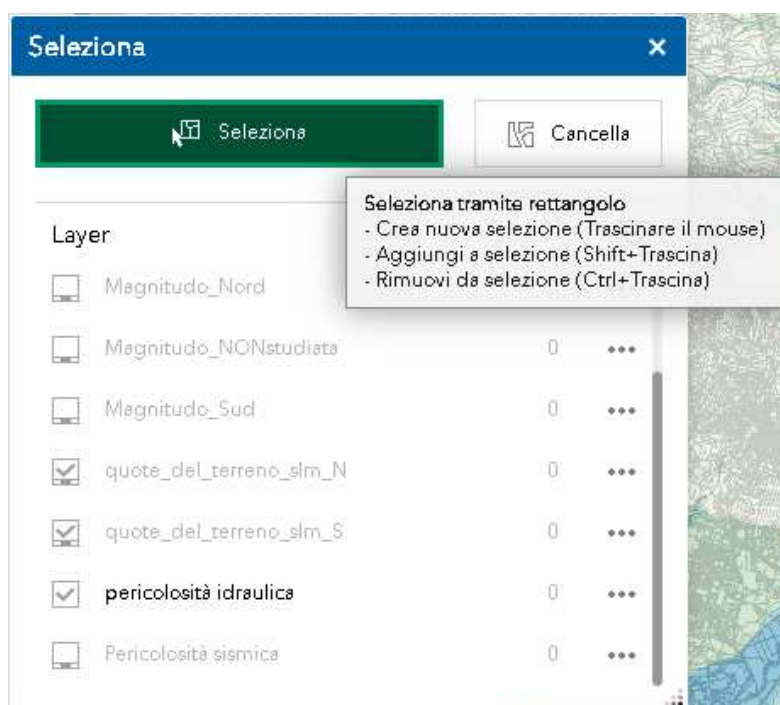 Seleziona
Seleziona
Cancella
Seleziona tramite rettangolo
- Crea nuova selezione (Trascinare il mouse)
- Aggiungi a selezione (Shift+Trascina)
- Rimuovi da selezione (Ctrl+Trascina)
Layer
Magnitudo_Nord
Magnitudo_NONstudiata 0
Magnitudo_Sud 0
quote_del_terreno_slm_N 0
quote_del_terreno_slm_S 0
pericolosità idraulica 0
Pericolosità sismica 0